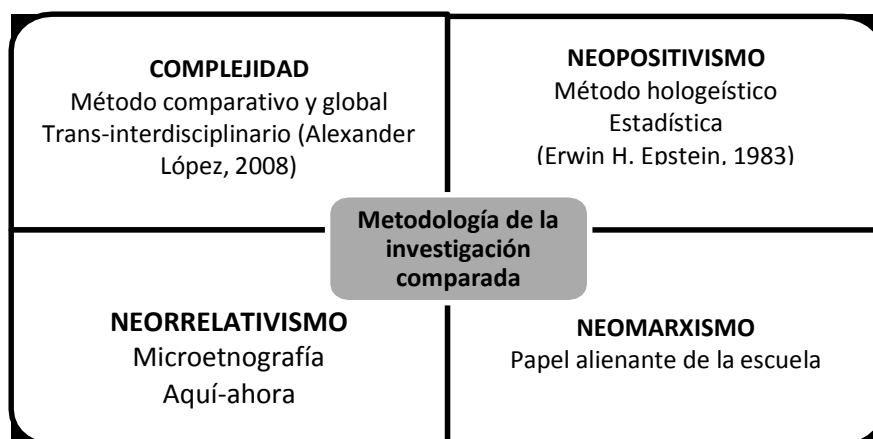 COMPLEJIDAD
Método comparativo y global
Trans-interdisciplinario (Alexander
López, 2008)
NEOPOSITIVISMO
Método hologeístico
Estadística
(Erwin H. Epstein, 1983)
Metodología de la
investigación
comparada
NEORRELATIVISMO
Microetnografía
Aquí-ahora
NEOMARXISMO
Papel alienante de la escuela